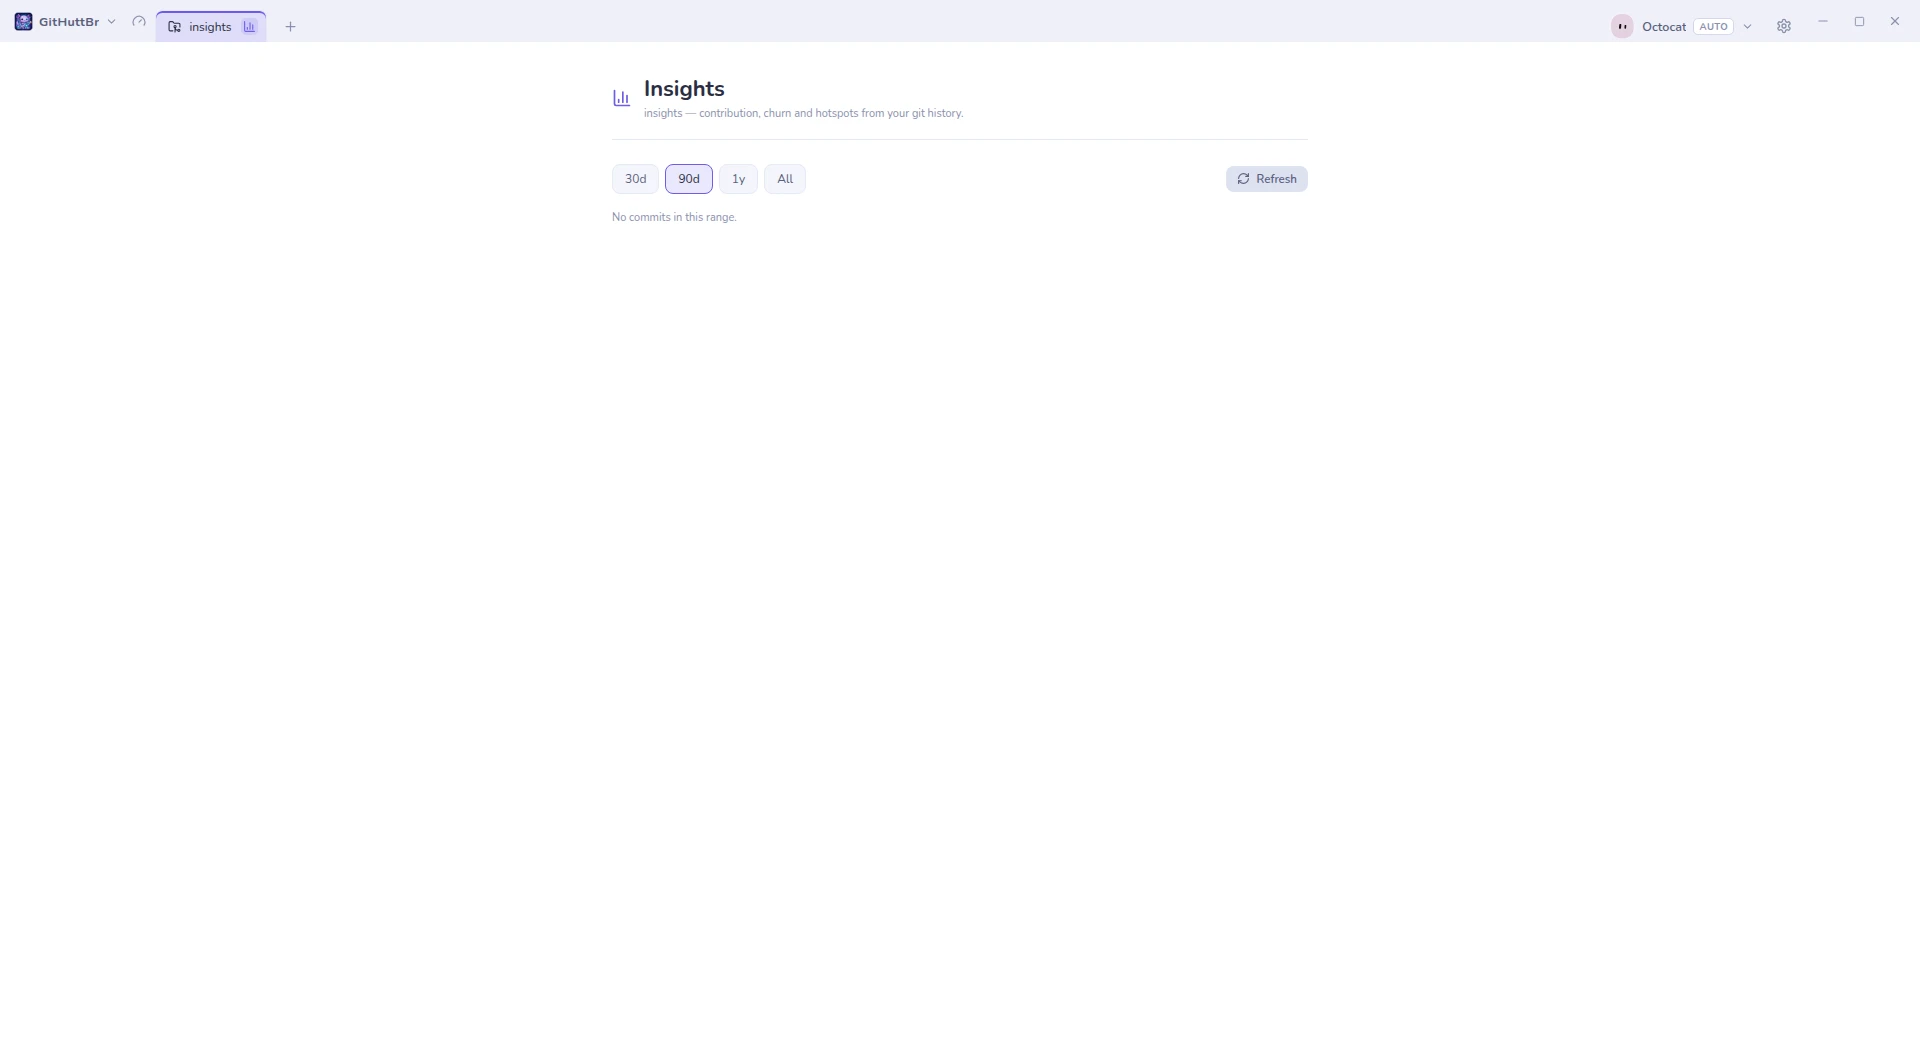 GitHuttBr
insights
Octocat
AUTO
Insights
insights — contribution, churn and hotspots from your git history.
30d
90d
1y
All
Refresh
No commits in this range.